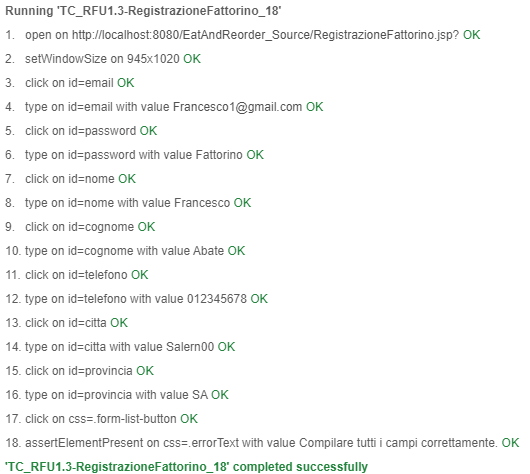 Running 'TC_RFU1.3-RegistrazioneFattorino_18'
1. open on http://localhost:8080/EatAndReorder_Source/RegistrazioneFattorino.jsp? OK
2. setWindowSize on 945x1020 OK
3. click on id=email OK
4. type on id=email with value Francesco1@gmail.com OK
5. click on id=password OK
6. type on id=password with value Fattorino OK
7. click on id=nome OK
8. type on id=nome with value Francesco OK
9. click on id=cognome OK
10. type on id=cognome with value Abate OK
11. click on id=telefono OK
12. type on id=telefono with value 012345678 OK
13. click on id=citta OK
14. type on id=citta with value Salern00 OK
15. click on id=provincia OK
16. type on id=provincia with value SA OK
17. click on css=.form-list-button OK
18. assertElementPresent on css=.errorText with value Compilare tutti i campi correttamente. OK
'TC_RFU1.3-RegistrazioneFattorino_18' completed successfully